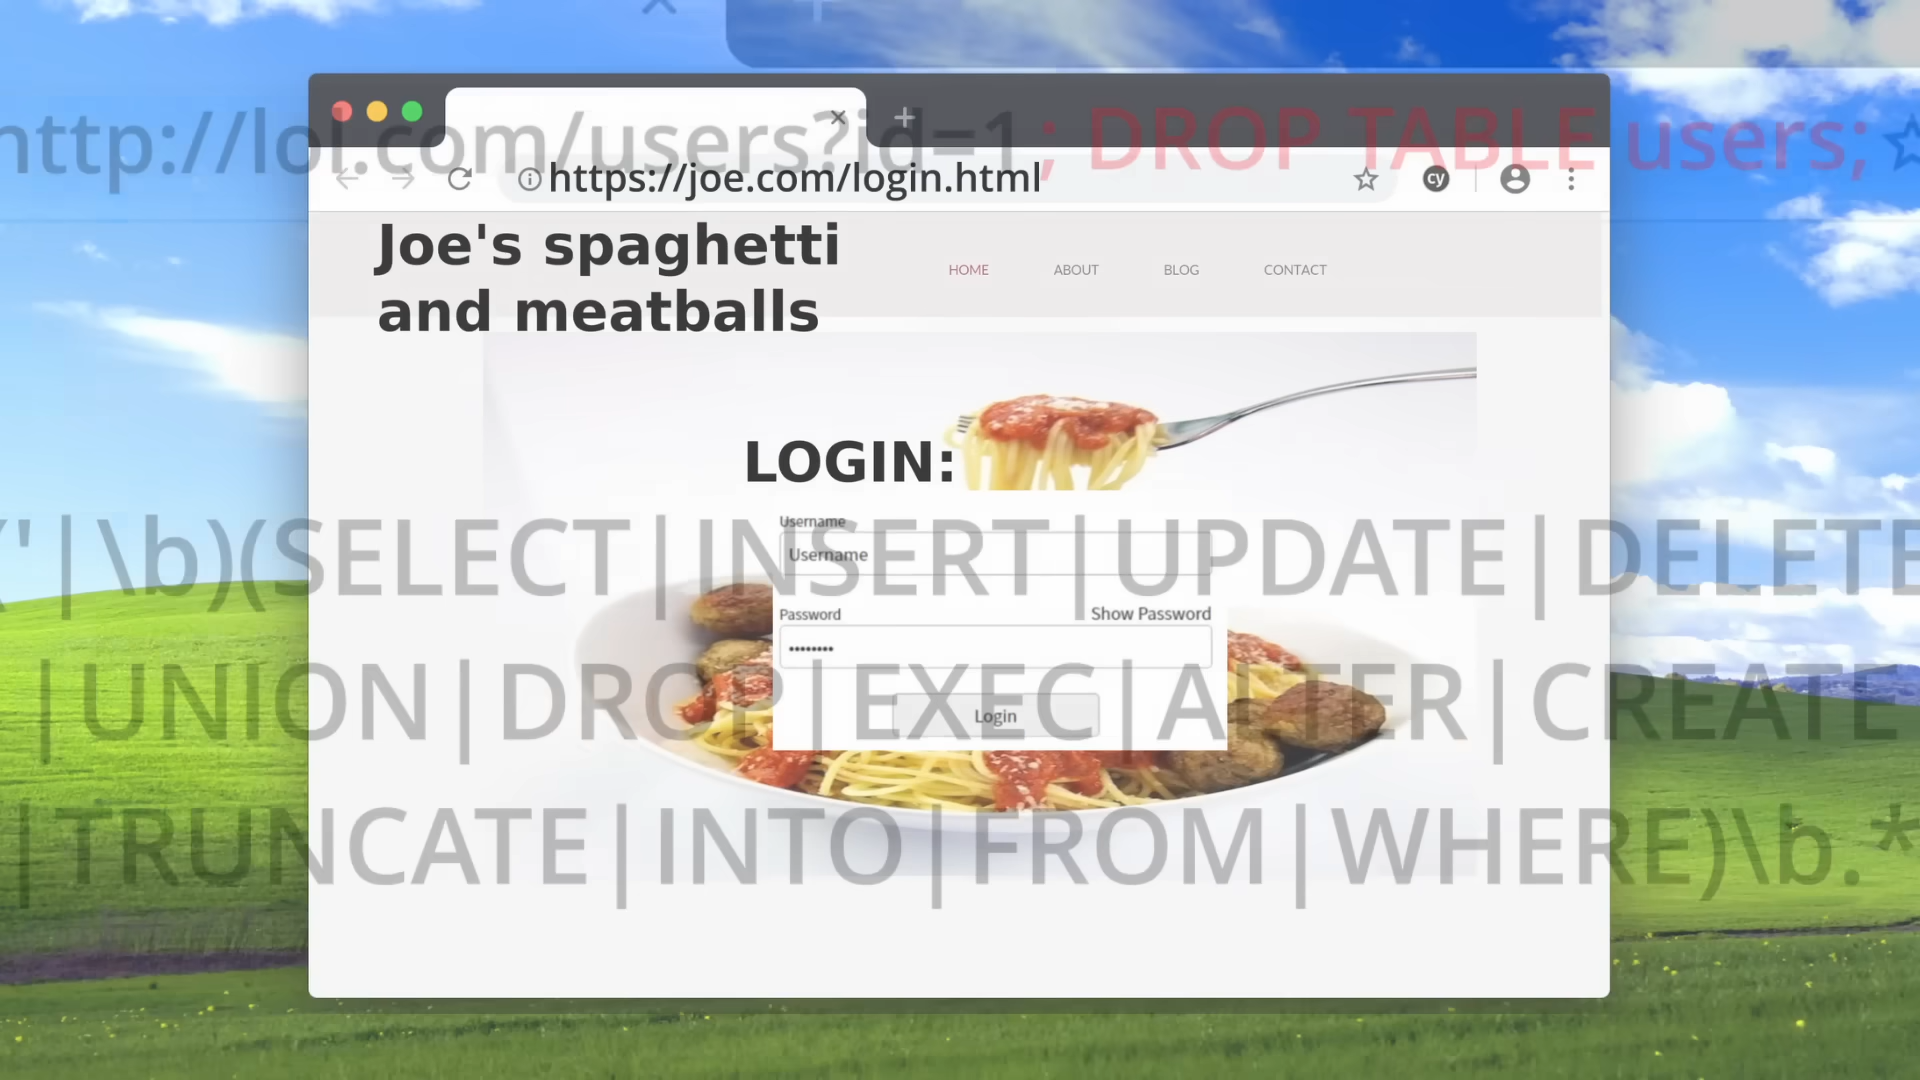 http://lol.com/users?id=1; DROP TABLE users;
https://joe.com/login.html
cy
Joe's spaghetti
and meatballs
HOME
ABOUT
BLOG
CONTACT
LOGIN:
Username
Username
('|\b)(SELECT|INSERT|UPDATE|DELETE
Password
Show Password
••••••••
|UNION|DROP|EXEC|ALTER|CREATE
Login
|TRUNCATE|INTO|FROM|WHERE)\b.*